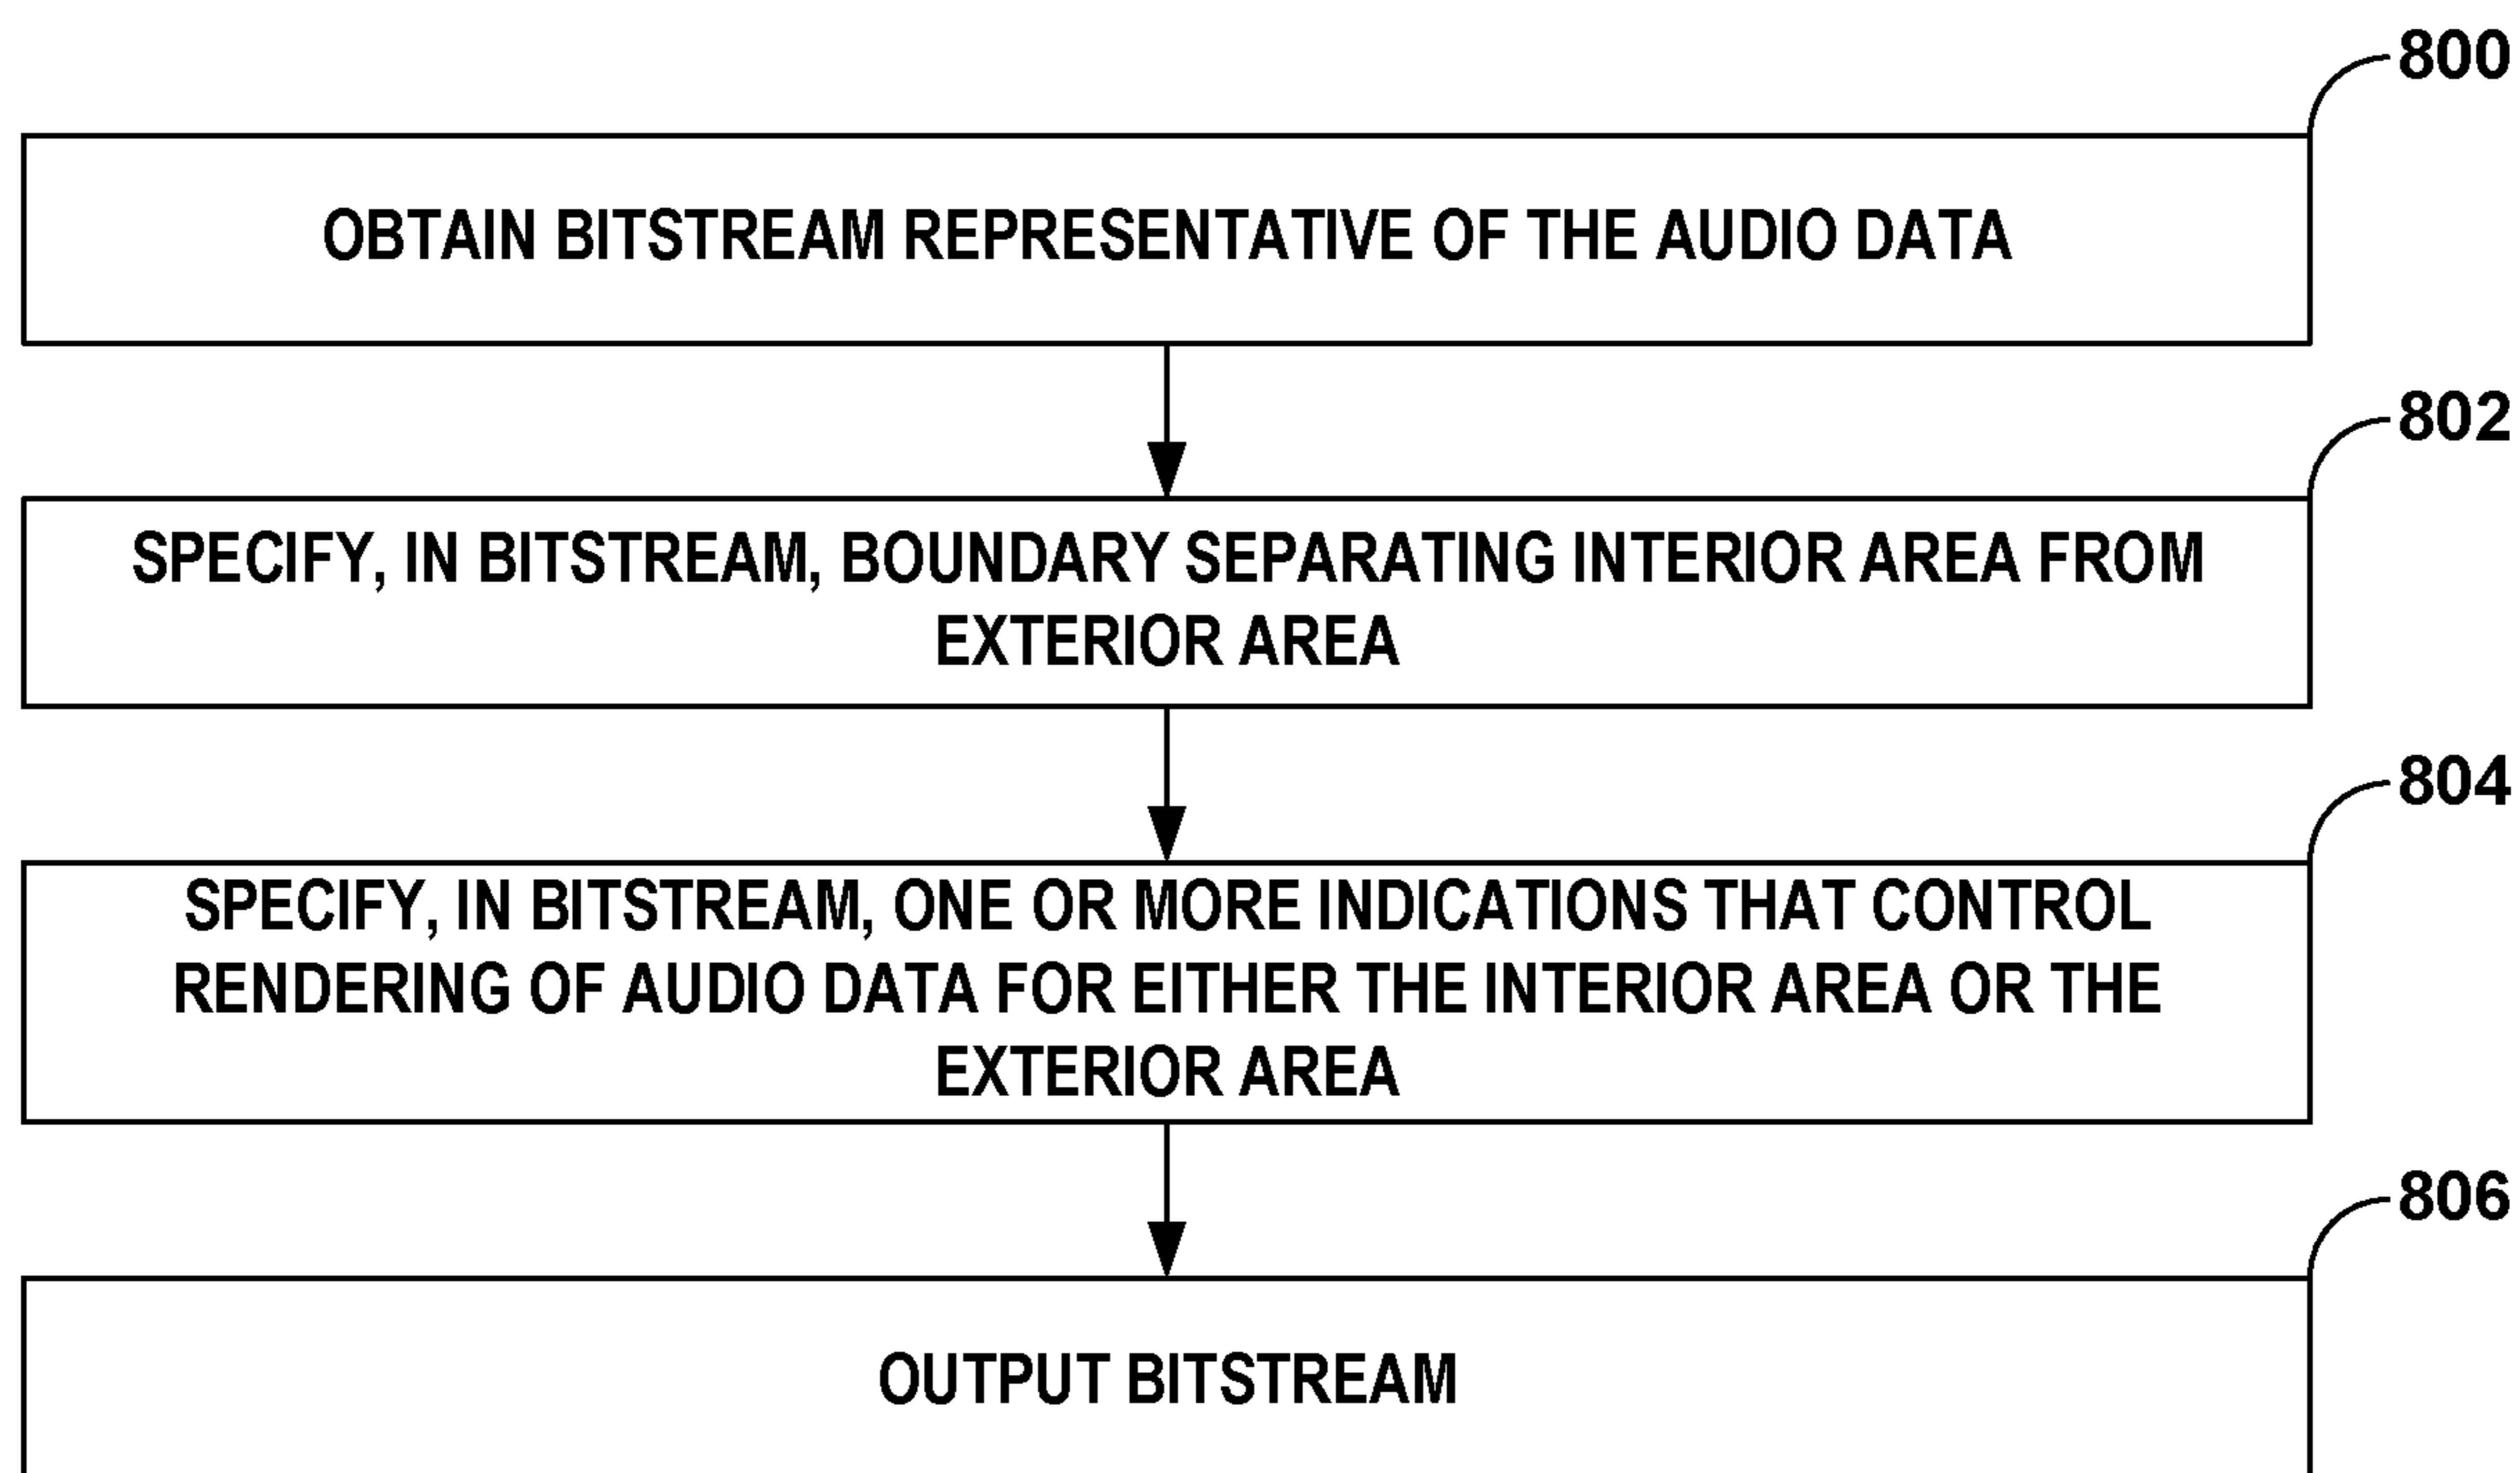 800
OBTAIN BITSTREAM REPRESENTATIVE OF THE AUDIO DATA
802
SPECIFY, IN BITSTREAM, BOUNDARY SEPARATING INTERIOR AREA FROM
EXTERIOR AREA
804
SPECIFY, IN BITSTREAM, ONE OR MORE INDICATIONS THAT CONTROL
RENDERING OF AUDIO DATA FOR EITHER THE INTERIOR AREA OR THE
EXTERIOR AREA
806
OUTPUT BITSTREAM